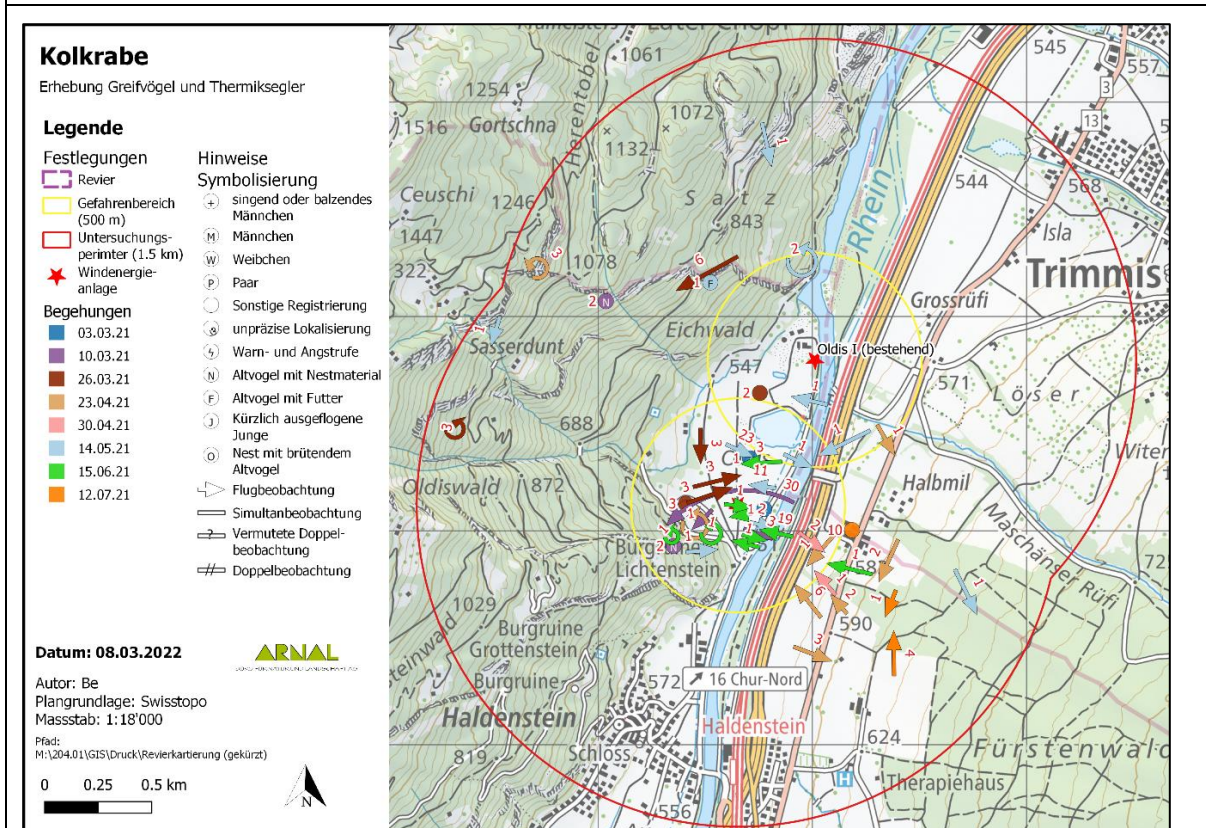 Kolkrabe
Erhebung Greifvögel und Thermiksegler
Legende
Festlegungen
Revier
Gefahrenbereich
(500 m)
Untersuchungs-
perimter (1.5 km)
Windenergie-
anlage
Begehungen
03.03.21
10.03.21
26.03.21
23.04.21
30.04.21
14.05.21
15.06.21
12.07.21
Hinweise
Symbolisierung
+ singend oder balzendes
Männchen
M Männchen
W Weibchen
P Paar
Sonstige Registrierung
unpräzise Lokalisierung
Warn- und Angstrufe
N Altvogel mit Nestmaterial
F Altvogel mit Futter
J Kürzlich ausgeflogene
Junge
Nest mit brütendem
Altvogel
Flugbeobachtung
Simultanbeobachtung
? Vermutete Doppel-
beobachtung
Doppelbeobachtung
Datum: 08.03.2022
ARNAL
Autor: Be
Plangrundlage: Swisstopo
Massstab: 1:18'000
Pfad:
M:\204.01\GIS\Druck\Revierkartierung (gekürzt)
0 0.25 0.5 km
N
1061
545
557
3
1254
1072
13
1516
Gortschna
Herentobel
1132
544
568
Ceuschi
1246
Satz
843
Rhein
Isla
1447
322
1078
Trimmis
Grossrüfi
Eichwald
Sasserdunt
Oldis I (bestehend)
547
571
Löser
688
Witer
Oldiswald
872
Halbmil
Maschänser Rüfi
Burgruine
Lichtenstein
1029
590
Burgruine
Grottenstein
Burgruine
572
16 Chur-Nord
Haldenstein
Haldenstein
819
Schloss
624
Fürstenwald
H
Therapiehaus
556